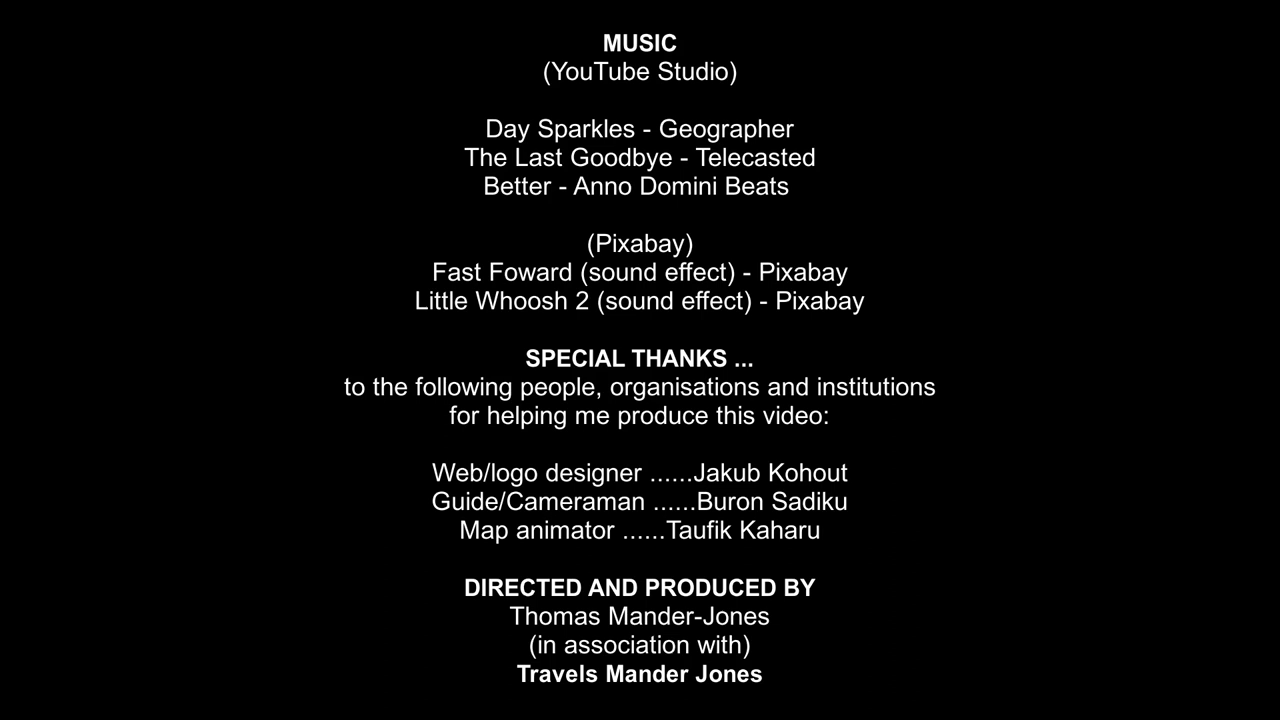 MUSIC
(YouTube Studio)
Day Sparkles - Geographer
The Last Goodbye - Telecasted
Better - Anno Domini Beats
(Pixabay)
Fast Foward (sound effect) - Pixabay
Little Whoosh 2 (sound effect) - Pixabay
SPECIAL THANKS ...
to the following people, organisations and institutions
for helping me produce this video:
Web/logo designer ......Jakub Kohout
Guide/Cameraman ......Buron Sadiku
Map animator ......Taufik Kaharu
DIRECTED AND PRODUCED BY
Thomas Mander-Jones
(in association with)
Travels Mander Jones